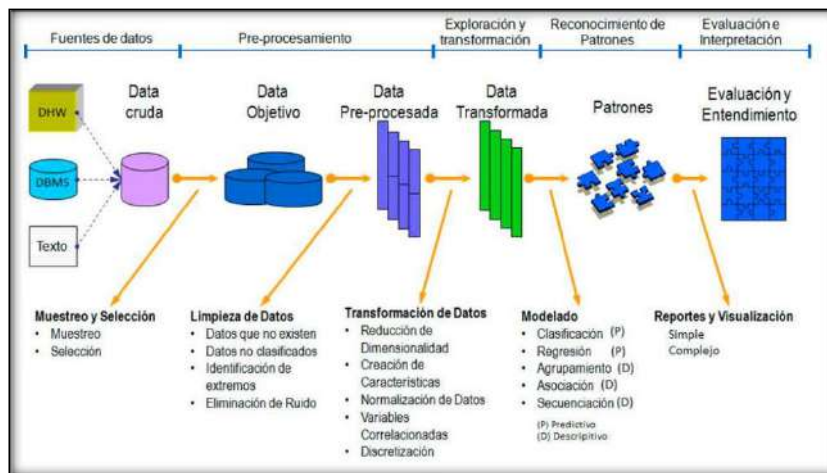 Fuentes de datos
Pre-procesamiento
Exploración y
transformación
Reconocimiento de
Patrones
Evaluación e
Interpretación
DHW
DBMS
Texto
Data
cruda
Data
Objetivo
Data
Pre-procesada
Data
Transformada
Patrones
Evaluación y
Entendimiento
Muestreo y Selección
• Muestreo
• Selección
Limpieza de Datos
• Datos que no existen
• Datos no clasificados
• Identificación de
extremos
• Eliminación de Ruido
Transformación de Datos
• Reducción de
Dimensionalidad
• Creación de
Características
• Normalización de Datos
• Variables
Correlacionadas
• Discretización
Modelado
• Clasificación (P)
• Regresión (P)
• Agrupamiento (D)
• Asociación (D)
• Secuenciación (D)
(P) Predictivo
(D) Descriptivo
Reportes y Visualización
Simple
Complejo